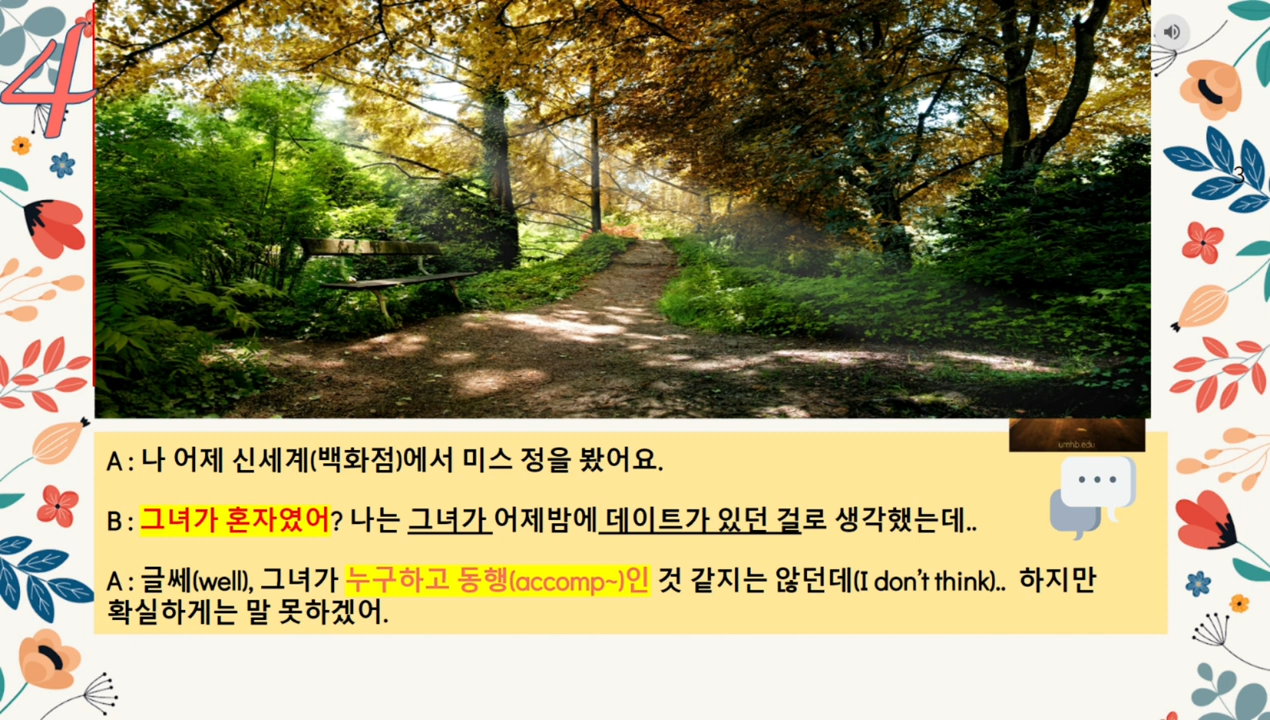 4
3
umhb.edu
A : 나 어제 신세계(백화점)에서 미스 정을 봤어요.
B : 그녀가 혼자였어? 나는 그녀가 어제밤에 데이트가 있던 걸로 생각했는데..
A : 글쎄(well), 그녀가 누구하고 동행(accomp~)인 것 같지는 않던데(I don't think).. 하지만
확실하게는 말 못하겠어.